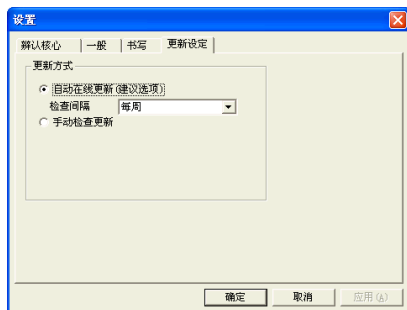 设置
辨认核心 一般 书写 更新设定
更新方式
自动在线更新(建议选项)
检查间隔 每周
手动检查更新
确定 取消 应用(A)